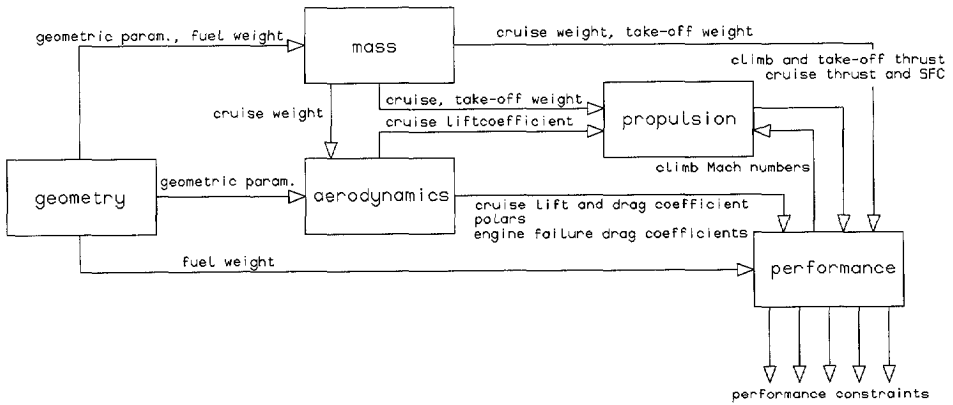 geometric param., fuel weight
mass
cruise weight, take-off weight
climb and take-off thrust
cruise thrust and SFC
cruise weight
cruise, take-off weight
cruise liftcoefficient
propulsion
climb Mach numbers
geometry
geometric param.
aerodynamics
cruise lift and drag coefficient
polars
engine failure drag coefficients
fuel weight
performance
performance constraints